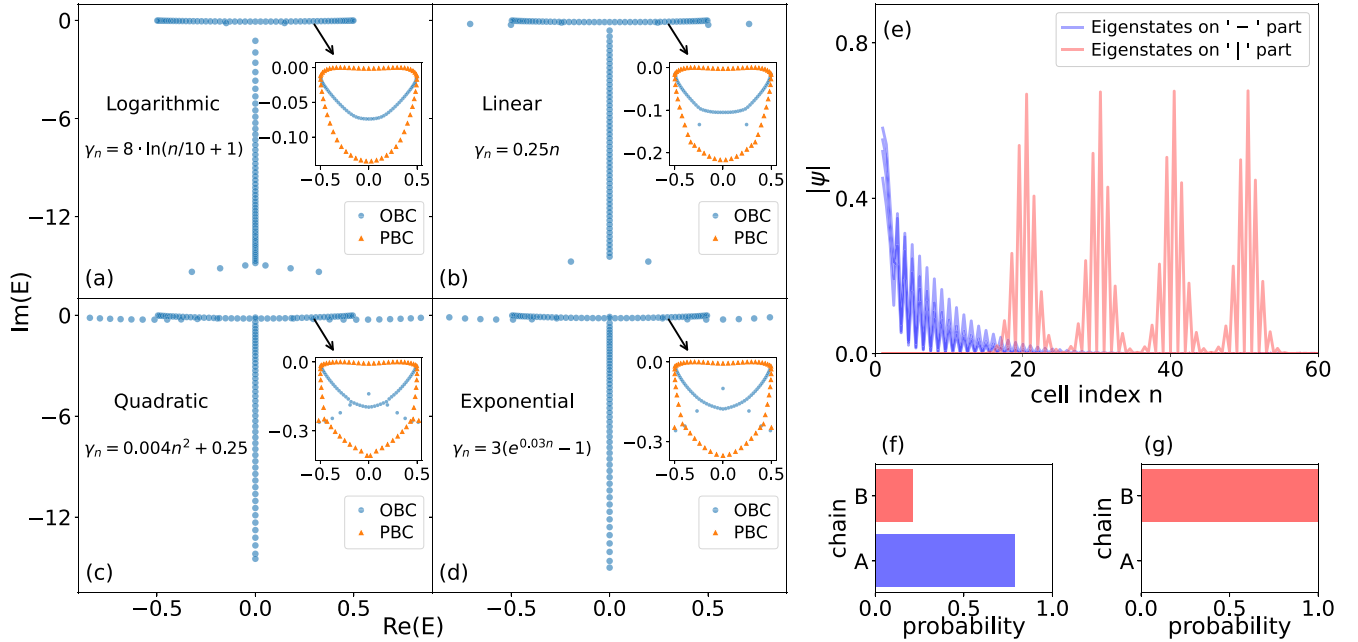 Im(E)
Re(E)
0
−6
−12
0
−6
−12
−0.5
0.0
0.5
−0.5
0.0
0.5
(a)
Logarithmic
γₙ = 8 · ln(n/10 + 1)
0.00
−0.05
−0.10
−0.5 0.0 0.5
OBC
PBC
(b)
Linear
γₙ = 0.25n
0.0
−0.1
−0.2
−0.5 0.0 0.5
OBC
PBC
(c)
Quadratic
γₙ = 0.004n² + 0.25
0.0
−0.3
−0.5 0.0 0.5
OBC
PBC
(d)
Exponential
γₙ = 3(e^{0.03n} − 1)
0.0
−0.3
−0.5 0.0 0.5
OBC
PBC
(e)
Eigenstates on '−' part
Eigenstates on '|' part
|ψ|
0.8
0.4
0.0
0 20 40 60
cell index n
(f)
chain
B
A
0.0 0.5 1.0
probability
(g)
chain
B
A
0.0 0.5 1.0
probability